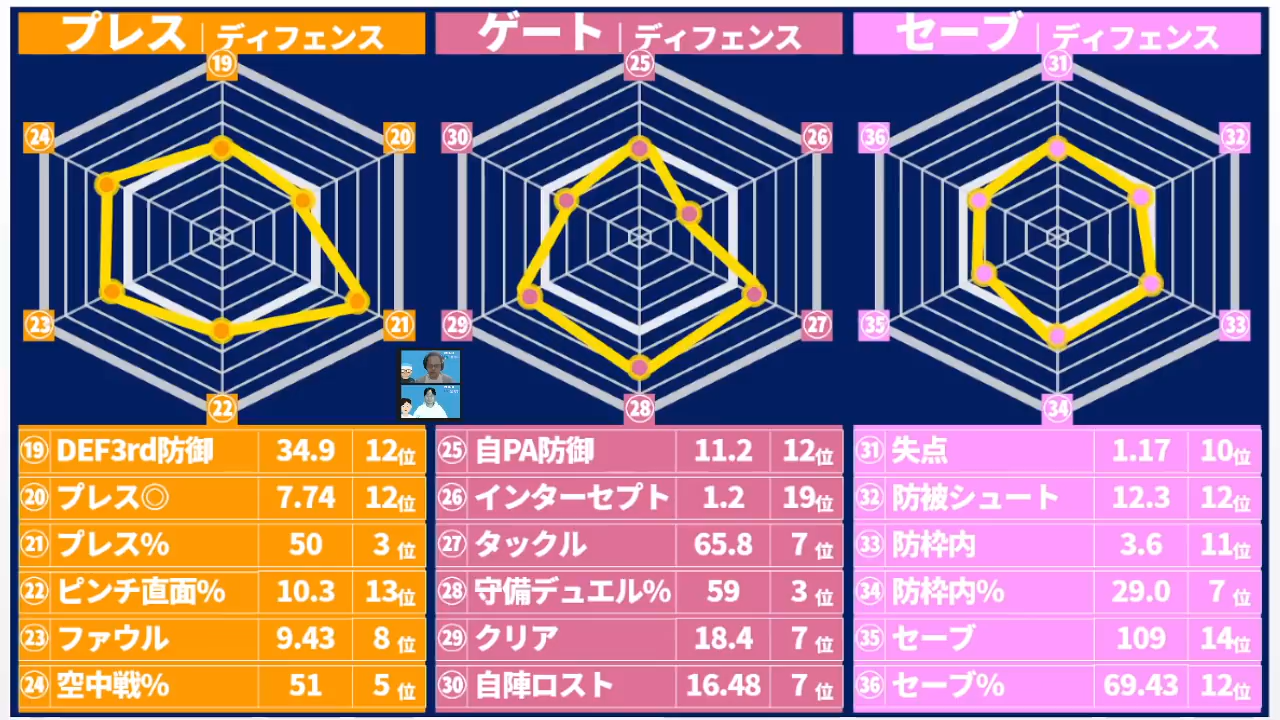 プレス｜ディフェンス
⑲
⑳
㉑
㉒
㉓
㉔
⑲ DEF3rd防御 34.9 12位
⑳ プレス◎ 7.74 12位
㉑ プレス% 50 3位
㉒ ピンチ直面% 10.3 13位
㉓ ファウル 9.43 8位
㉔ 空中戦% 51 5位
ゲート｜ディフェンス
㉕
㉖
㉗
㉘
㉙
㉚
㉕ 自PA防御 11.2 12位
㉖ インターセプト 1.2 19位
㉗ タックル 65.8 7位
㉘ 守備デュエル% 59 3位
㉙ クリア 18.4 7位
㉚ 自陣ロスト 16.48 7位
セーブ｜ディフェンス
㉛
㉜
㉝
㉞
㉟
㊱
㉛ 失点 1.17 10位
㉜ 防被シュート 12.3 12位
㉝ 防枠内 3.6 11位
㉞ 防枠内% 29.0 7位
㉟ セーブ 109 14位
㊱ セーブ% 69.43 12位